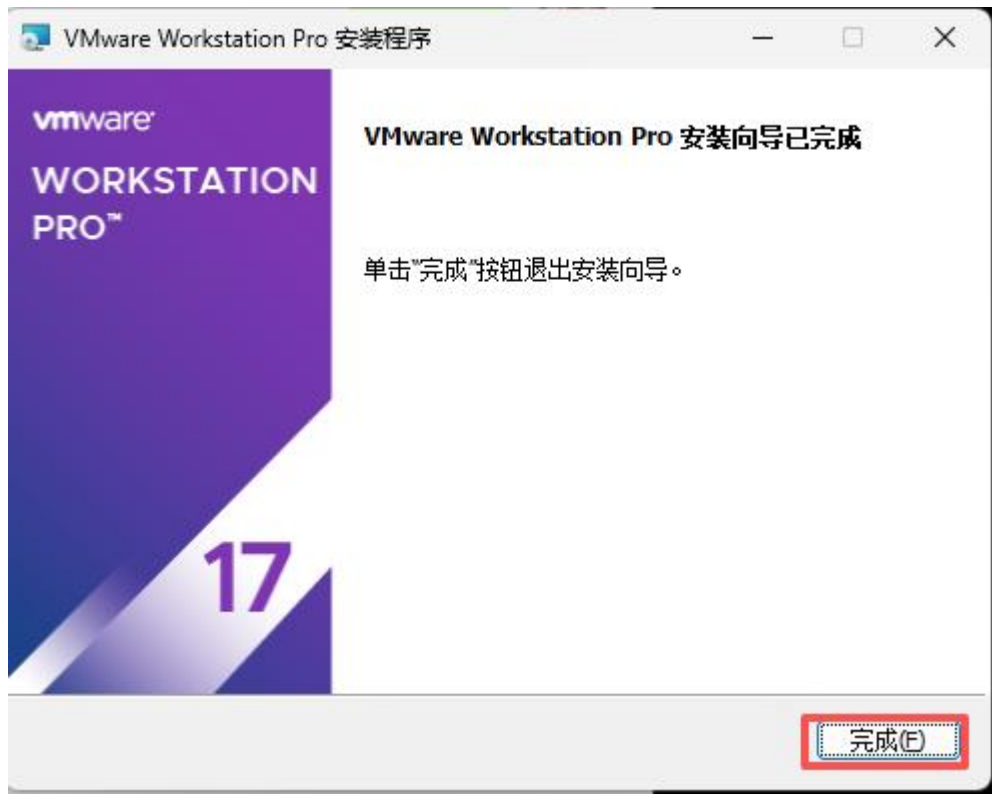 VMware Workstation Pro 安装程序
vmware®
WORKSTATION
PRO™
VMware Workstation Pro 安装向导已完成
单击"完成"按钮退出安装向导。
17
完成(F)